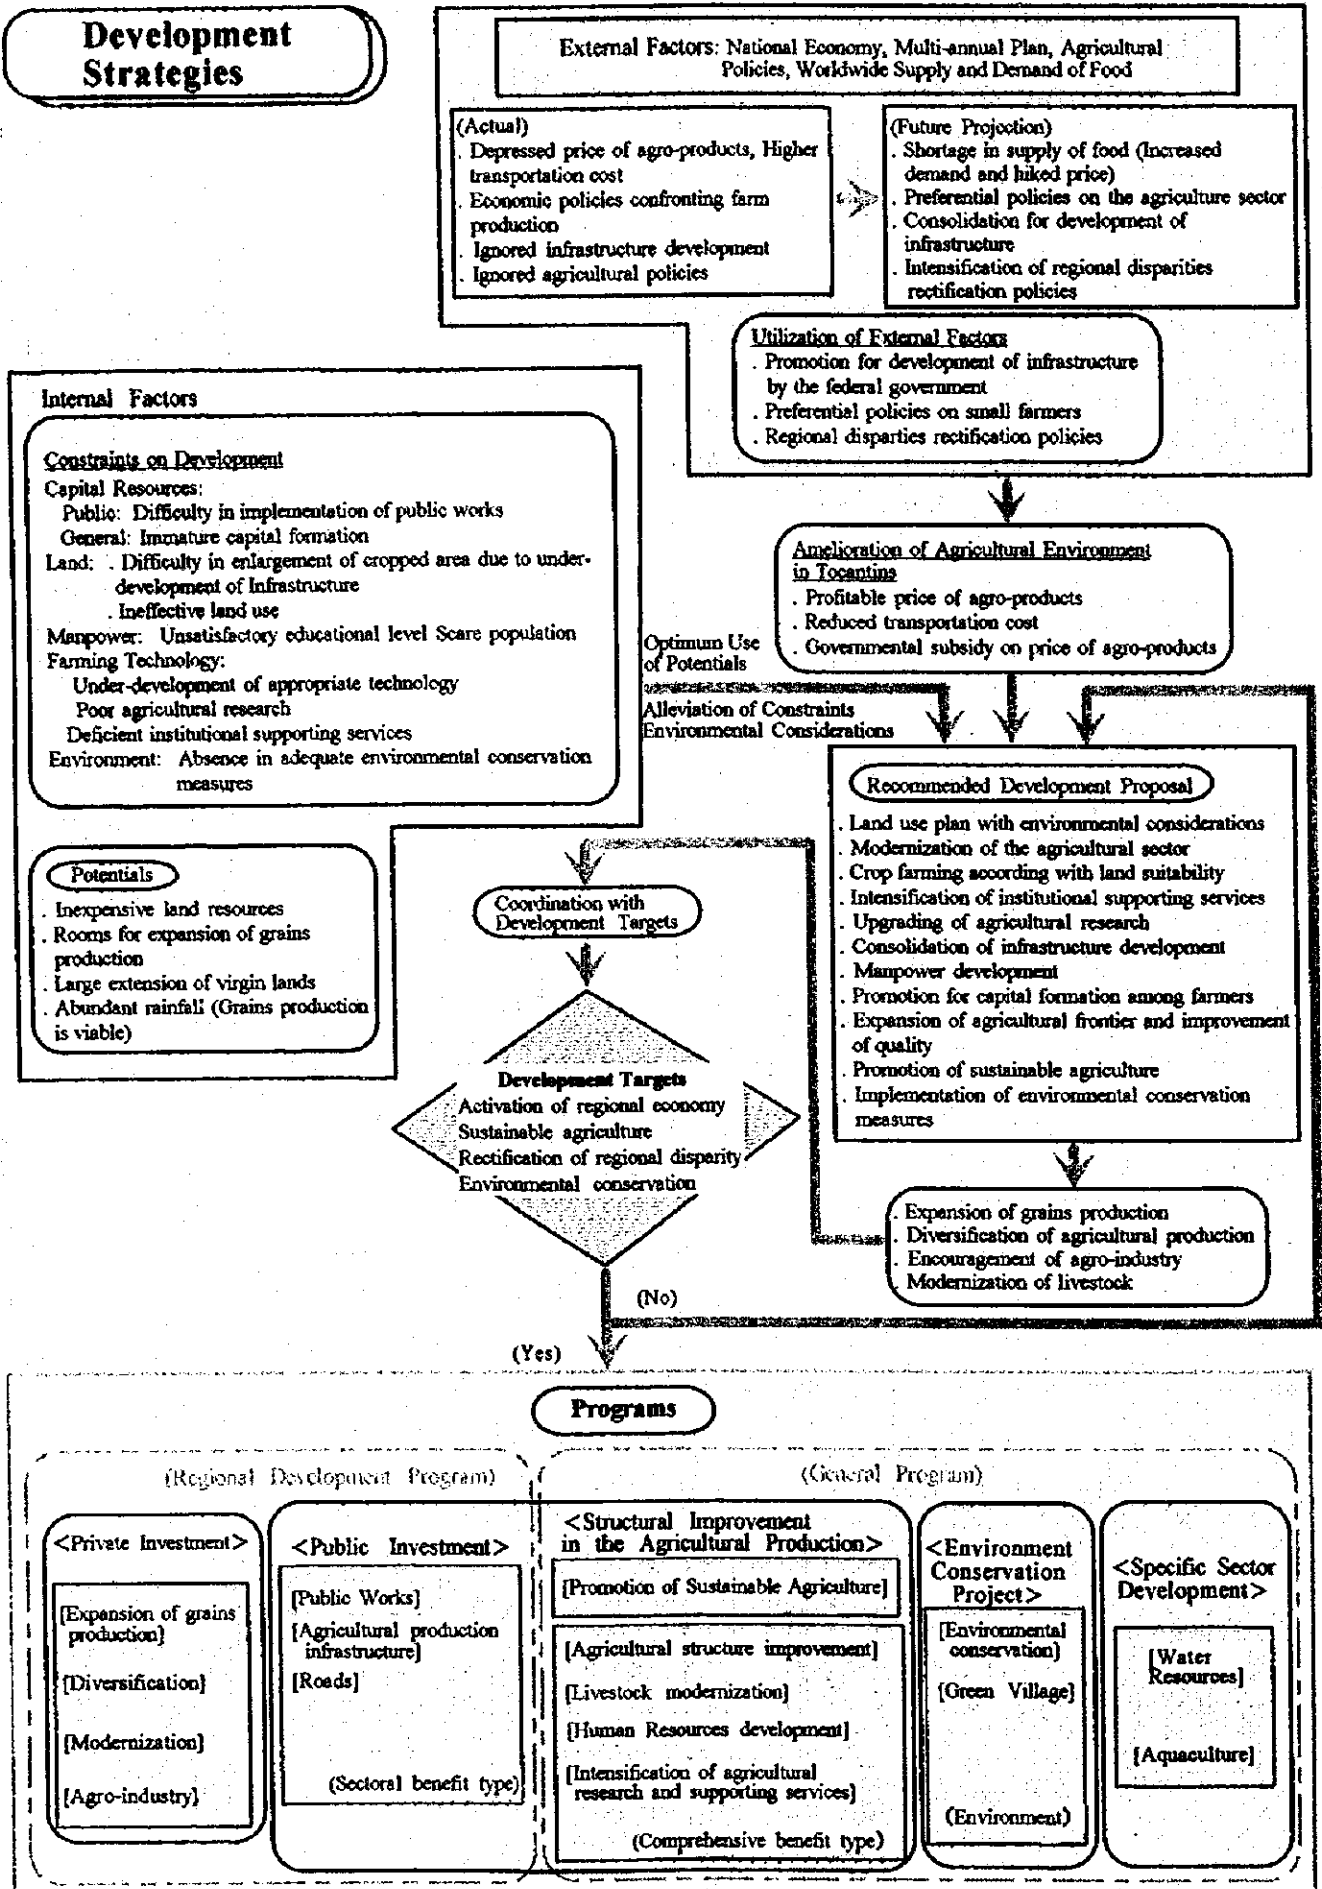 Development
Strategies
External Factors: National Economy, Multi-annual Plan, Agricultural
Policies, Worldwide Supply and Demand of Food
(Actual)
. Depressed price of agro-products, Higher
transportation cost
. Economic policies confronting farm
production
. Ignored infrastructure development
. Ignored agricultural policies
(Future Projection)
. Shortage in supply of food (Increased
demand and hiked price)
. Preferential policies on the agriculture sector
. Consolidation for development of
infrastructure
. Intensification of regional disparities
rectification policies
Utilization of External Factors
. Promotion for development of infrastructure
by the federal government
. Preferential policies on small farmers
. Regional disparties rectification policies
Internal Factors
Constraints on Development
Capital Resources:
Public: Difficulty in implementation of public works
General: Immature capital formation
Land: . Difficulty in enlargement of cropped area due to under-
development of Infrastructure
. Ineffective land use
Manpower: Unsatisfactory educational level Scare population
Farming Technology:
Under-development of appropriate technology
Poor agricultural research
Deficient institutional supporting services
Environment: Absence in adequate environmental conservation
measures
Potentials
. Inexpensive land resources
. Rooms for expansion of grains
production
. Large extension of virgin lands
. Abundant rainfall (Grains production
is viable)
Amelioration of Agricultural Environment
in Tocantins
. Profitable price of agro-products
. Reduced transportation cost
. Governmental subsidy on price of agro-products
Optimum Use
of Potentials
Alleviation of Constraints
Environmental Considerations
Recommended Development Proposal
. Land use plan with environmental considerations
. Modernization of the agricultural sector
. Crop farming according with land suitability
. Intensification of institutional supporting services
. Upgrading of agricultural research
. Consolidation of infrastructure development
. Manpower development
. Promotion for capital formation among farmers
. Expansion of agricultural frontier and improvement
of quality
. Promotion of sustainable agriculture
. Implementation of environmental conservation
measures
Coordination with
Development Targets
Development Targets
Activation of regional economy
Sustainable agriculture
Rectification of regional disparity
Environmental conservation
. Expansion of grains production
. Diversification of agricultural production
. Encouragement of agro-industry
. Modernization of livestock
(No)
(Yes)
Programs
(Regional Development Program)
(General Program)
<Private Investment>
[Expansion of grains
production]
[Diversification]
[Modernization]
[Agro-industry]
<Public Investment>
[Public Works]
[Agricultural production
infrastructure]
[Roads]
(Sectoral benefit type)
<Structural Improvement
in the Agricultural Production>
[Promotion of Sustainable Agriculture]
[Agricultural structure improvement]
[Livestock modernization]
[Human Resources development]
[Intensification of agricultural
research and supporting services]
(Comprehensive benefit type)
<Environment
Conservation
Project>
[Environmental
conservation]
[Green Village]
(Environment)
<Specific Sector
Development>
[Water
Resources]
[Aquaculture]